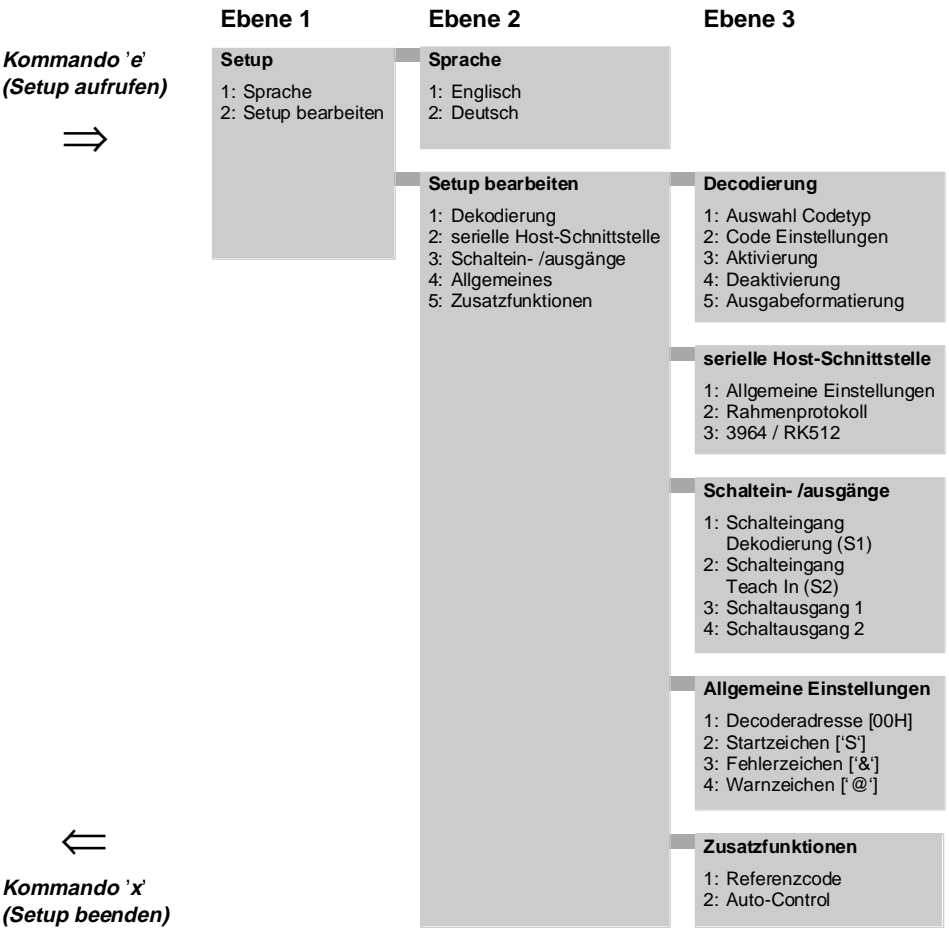 Ebene 1 Ebene 2 Ebene 3
Kommando 'e'
(Setup aufrufen)
⇒
Setup
1: Sprache
2: Setup bearbeiten
Sprache
1: Englisch
2: Deutsch
Setup bearbeiten
1: Dekodierung
2: serielle Host-Schnittstelle
3: Schaltein- /ausgänge
4: Allgemeines
5: Zusatzfunktionen
Decodierung
1: Auswahl Codetyp
2: Code Einstellungen
3: Aktivierung
4: Deaktivierung
5: Ausgabeformatierung
serielle Host-Schnittstelle
1: Allgemeine Einstellungen
2: Rahmenprotokoll
3: 3964 / RK512
Schaltein- /ausgänge
1: Schalteingang
Dekodierung (S1)
2: Schalteingang
Teach In (S2)
3: Schaltausgang 1
4: Schaltausgang 2
Allgemeine Einstellungen
1: Decoderadresse [00H]
2: Startzeichen [‘S‘]
3: Fehlerzeichen [‘&‘]
4: Warnzeichen [‘@‘]
Zusatzfunktionen
1: Referenzcode
2: Auto-Control
⇐
Kommando 'x'
(Setup beenden)